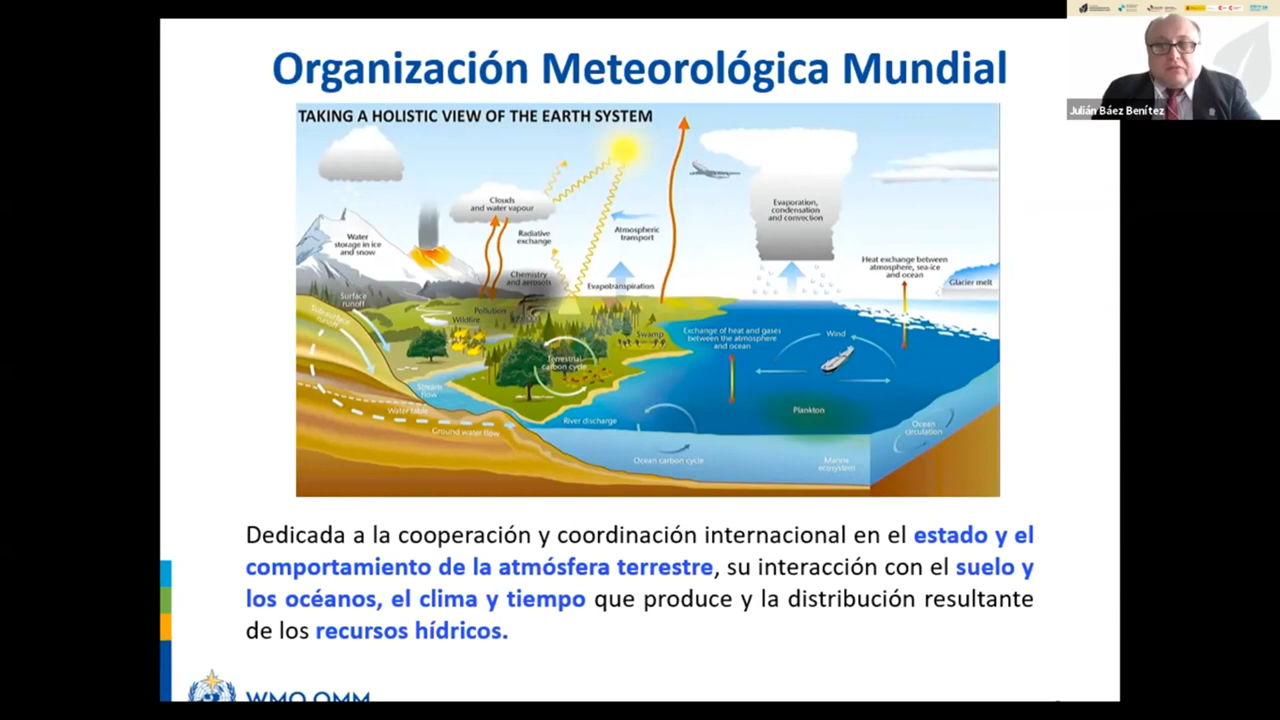 Organización Meteorológica Mundial
Julián Báez Benítez
TAKING A HOLISTIC VIEW OF THE EARTH SYSTEM
Clouds
and water vapour
Evaporation,
condensation
and convection
Water
storage in ice
and snow
Radiative
exchange
Atmospheric
transport
Heat exchange between
atmosphere, sea-ice
and ocean
Chemistry
and aerosols
Evapotranspiration
Glacier melt
Surface
runoff
Pollution
Wildfire
Swamp
Exchange of heat and gases
between the atmosphere
and ocean
Wind
Terrestrial
carbon cycle
Stream
flow
Water table
Plankton
River discharge
Ground water flow
Ocean
circulation
Ocean carbon cycle
Marine
ecosystem
Dedicada a la cooperación y coordinación internacional en el estado y el
comportamiento de la atmósfera terrestre, su interacción con el suelo y
los océanos, el clima y tiempo que produce y la distribución resultante
de los recursos hídricos.
WMO OMM